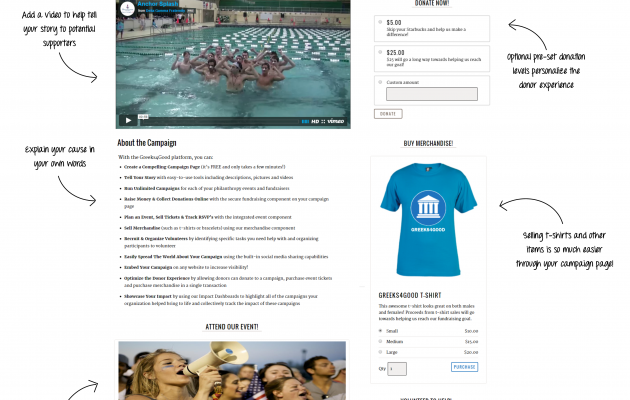 Add a video to help tell
your story to potential
supporters
Explain your cause in
your own words
Anchor Splash
HD
vimeo
About the Campaign
With the Greeks4Good platform, you can:
Create a Compelling Campaign Page (it's FREE and only takes a few minutes!)
Tell Your Story with easy-to-use tools including descriptions, pictures and videos
Run Unlimited Campaigns for each of your philanthropy events and fundraisers
Raise Money & Collect Donations Online with the secure fundraising component on your campaign
page
Plan an Event, Sell Tickets & Track RSVP's with the integrated event component
Sell Merchandise (such as t-shirts or bracelets) using our merchandise component
Recruit & Organize Volunteers by identifying specific tasks you need help with and organizing
participants to volunteer
Easily Spread The World About Your Campaign using the built-in social media sharing capabilities
Embed Your Campaign on any website to increase visibility!
Optimize the Donor Experience by allowing donors can donate to a campaign, purchase event tickets
and purchase merchandise in a single transaction
Showcase Your Impact by using our Impact Dashboards to highlight all of the campaigns your
organization helped bring to life and collectively track the impact of these campaigns
ATTEND OUR EVENT!
DONATE NOW!
$5.00
Skip your Starbucks and help us make a
difference!
$25.00
$25 will go a long way towards helping us reach
our goal!
Custom amount
DONATE
BUY MERCHANDISE!
GREEKS4GOOD
GREEKS4GOOD T-SHIRT
This awesome t-shirt looks great on both males
and females! Proceeds from t-shirt sales will go
towards helping us reach our fundraising goal.
Small $10.00
Medium $15.00
Large $20.00
Qty 1
PURCHASE
VOLUNTEER TO HELP!
Optional pre-set donation
levels personalize the
donor experience
Selling t-shirts and other
items is so much easier
through your campaign page!